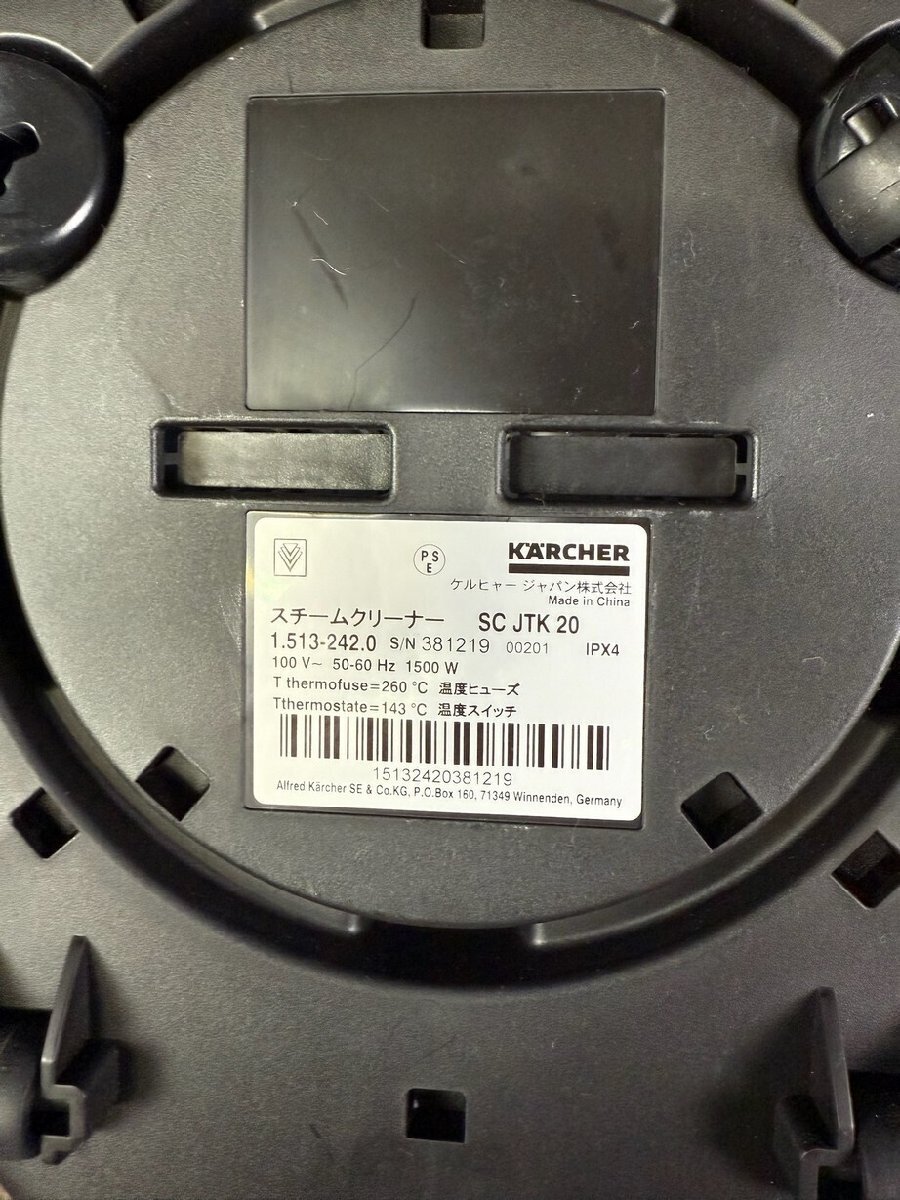 PS
E
KÄRCHER
ケルヒャー ジャパン株式会社
Made in China
スチームクリーナー SC JTK 20
1.513-242.0 S/N 381219 00201 IPX4
100 V~ 50-60 Hz 1500 W
T thermofuse=260 °C 温度ヒューズ
Tthermostate=143 °C 温度スイッチ
15132420381219
Alfred Kärcher SE & Co.KG, P.O.Box 160, 71349 Winnenden, Germany